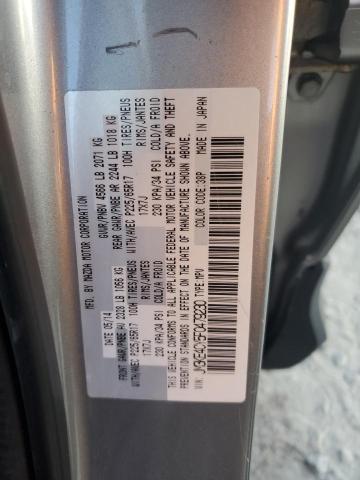 MFD. BY MAZDA MOTOR CORPORATION
DATE 05/14 GVWR/PNBV 4566 LB 2071 KG
FRONT GAWR/PNBE AV 2328 LB 1056 KG REAR GAWR/PNBE AR 2244 LB 1018 KG
WITH/AVEC P225/65R17 100H TIRES/PNEUS WITH/AVEC P225/65R17 100H TIRES/PNEUS
17X7J RIMS/JANTES 17X7J RIMS/JANTES
230 KPA/34 PSI COLD/A FROID 230 KPA/34 PSI COLD/A FROID
THIS VEHICLE CONFORMS TO ALL APPLICABLE FEDERAL MOTOR VEHICLE SAFETY AND THEFT
PREVENTION STANDARDS IN EFFECT ON THE DATE OF MANUFACTURE SHOWN ABOVE.
TYPE: MPV COLOR CODE: 38P MADE IN JAPAN
VIN: